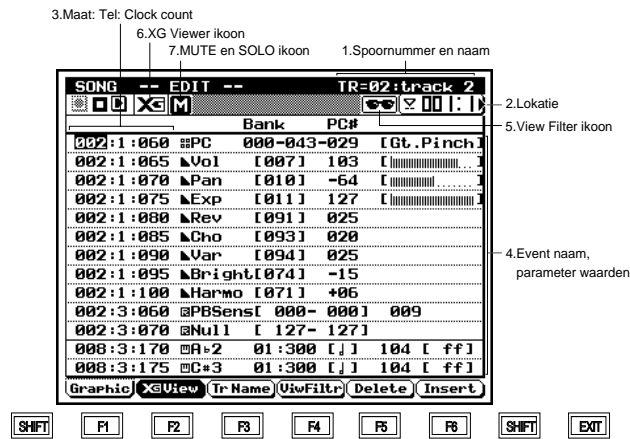 3.Maat: Tel: Clock count
6.XG Viewer ikoon
7.MUTE en SOLO ikoon
1.Spoornummer en naam
SONG -- EDIT -- TR=02:track 2
XG M
2.Lokatie
5.View Filter ikoon
Bank PC#
002:1:060 PC 000-043-029 [Gt.Pinch]
002:1:065 Vol [007] 103
002:1:070 Pan [010] -64
002:1:075 Exp [011] 127
002:1:080 Rev [091] 025
002:1:085 Cho [093] 020
002:1:090 Var [094] 025
002:1:095 Bright[074] -15
002:1:100 Harmo [071] +06
002:3:060 PBSens[ 000- 000] 009
002:3:070 Null [ 127- 127]
008:3:170 A♭2 01:300 [♩] 104 [ ff]
008:3:175 C#3 01:300 [♩] 104 [ ff]
4.Event naam,
parameter waarden
Graphic XGView Tr Name ViwFiltr Delete Insert
SHIFT F1 F2 F3 F4 F5 F6 SHIFT EXIT